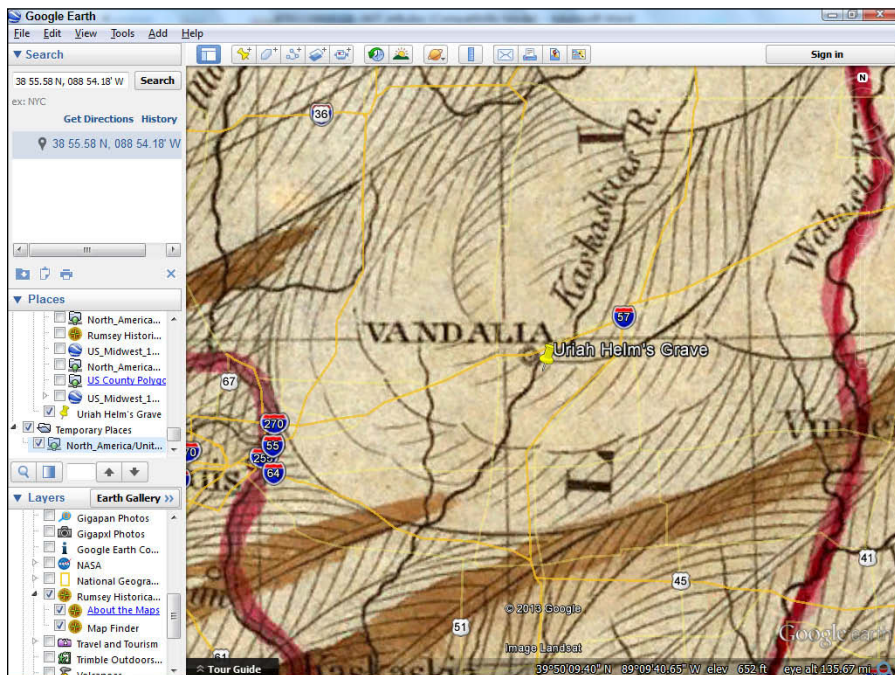 Google Earth
File Edit View Tools Add Help
Search
Sign in
38 55.58 N, 088 54.18' W Search
ex: NYC
Get Directions History
38 55.58 N, 088 54.18' W
Places
North_America...
Rumsey Histori...
US_Midwest_1...
North_America...
US County Polygo
US_Midwest_1...
Uriah Helm's Grave
Temporary Places
North_America/Unit...
Layers Earth Gallery >>
Gigapan Photos
Gigapxl Photos
Google Earth Co...
NASA
National Geogra...
Rumsey Historica...
About the Maps
Map Finder
Travel and Tourism
Trimble Outdoors...
Volcanoes
N
36
I
Kaskaskias R.
Wabash R.
57
VANDALIA
Uriah Helm's Grave
67
270
55
64
L
41
45
51
61
© 2013 Google
Image Landsat
Google earth
Tour Guide
39°50'09.40" N 89°09'40.65" W elev 652 ft eye alt 135.67 mi